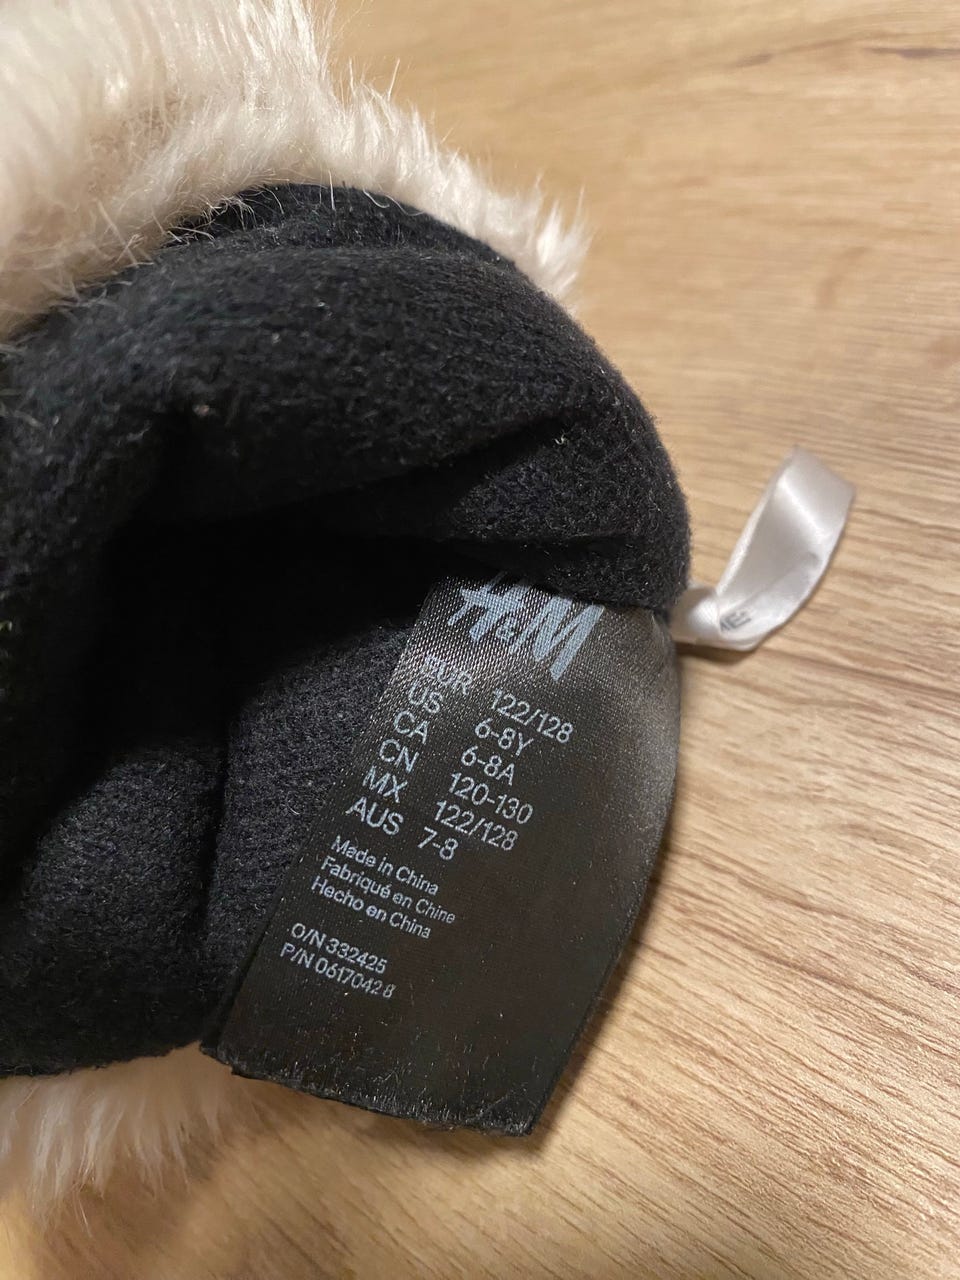 H&M
EUR 122/128
US 6-8Y
CA 6-8A
CN 120-130
MX 122/128
AUS 7-8
Made in China
Fabriqué en Chine
Hecho en China
O/N 332425
P/N 0617042 8